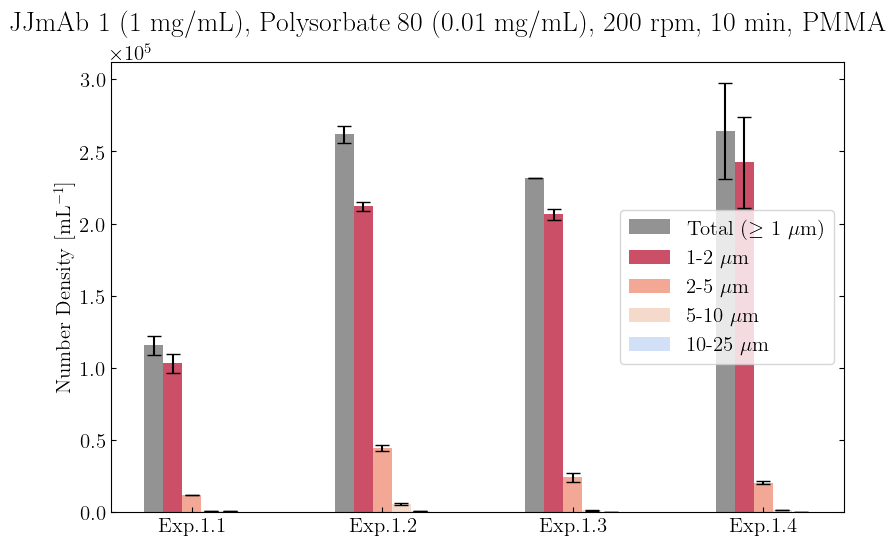 JJmAb 1 (1 mg/mL), Polysorbate 80 (0.01 mg/mL), 200 rpm, 10 min, PMMA
×10⁵
Number Density [mL⁻¹]
3.0
2.5
2.0
1.5
1.0
0.5
0.0
Total (≥ 1 μm)
1-2 μm
2-5 μm
5-10 μm
10-25 μm
Exp.1.1 Exp.1.2 Exp.1.3 Exp.1.4